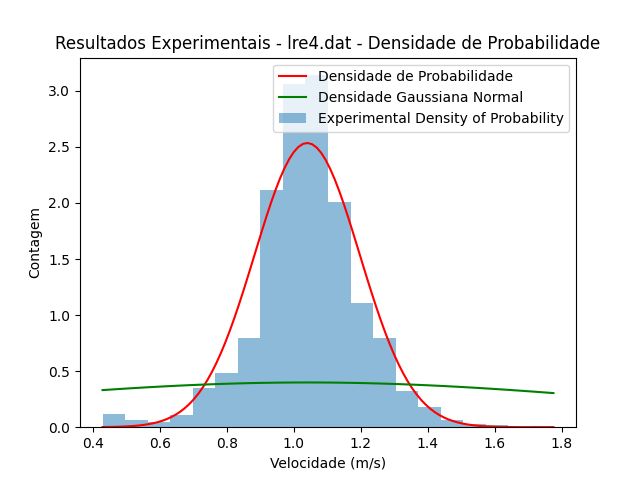 Resultados Experimentais - lre4.dat - Densidade de Probabilidade
Densidade de Probabilidade
Densidade Gaussiana Normal
Experimental Density of Probability
Contagem
3.0
2.5
2.0
1.5
1.0
0.5
0.0
0.4 0.6 0.8 1.0 1.2 1.4 1.6 1.8
Velocidade (m/s)